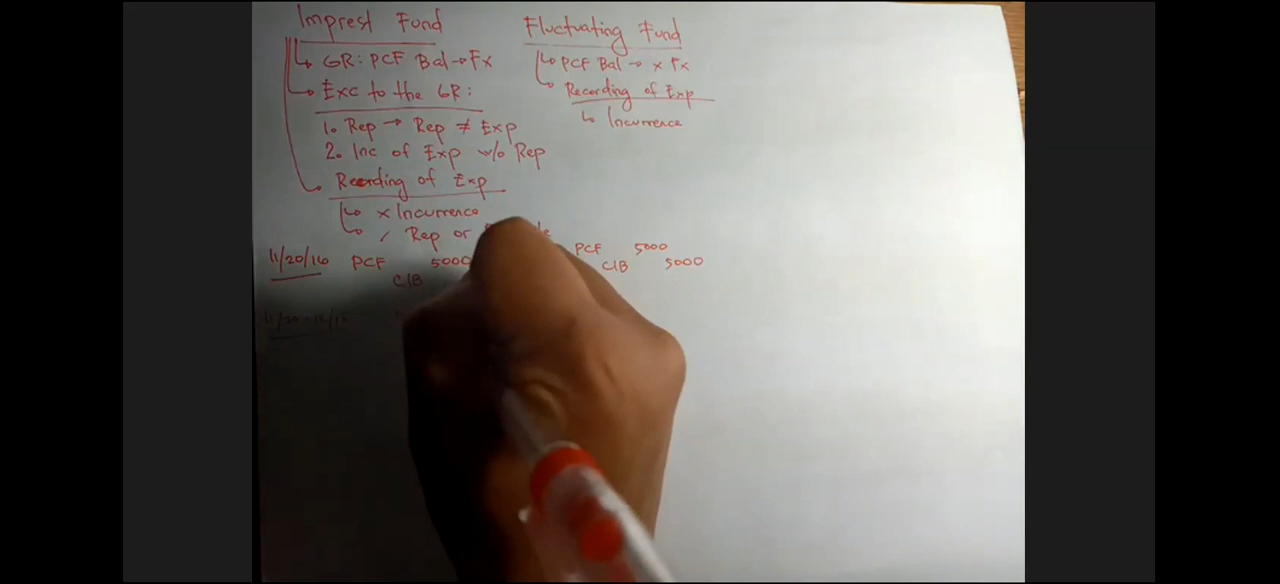 Imprest Fund
GR: PCF Bal → Fx
Exc to the GR:
1. Rep → Rep ≠ Exp
2. Inc of Exp w/o Rep
Recording of Exp
x Incurrence
/ Rep or
Fluctuating Fund
PCF Bal → x Fx
Recording of Exp
Incurrence
11/20/16 PCF 5000
CIB
PCF 5000
CIB 5000